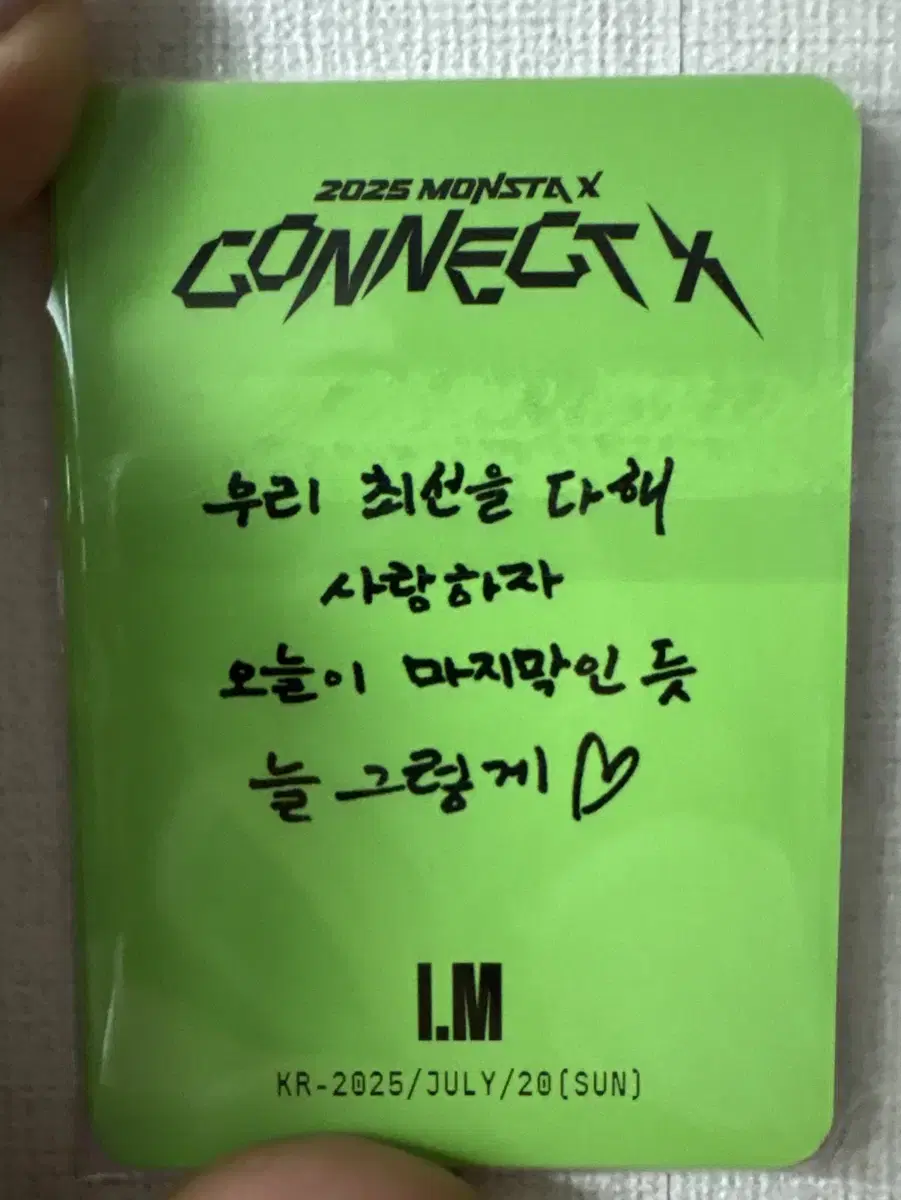 2025 MONSTA X
CONNECT X
우리 최선을 다해
사랑하자
오늘이 마지막인 듯
늘 그렇게 ♡
I.M
KR-2025/JULY/20(SUN)